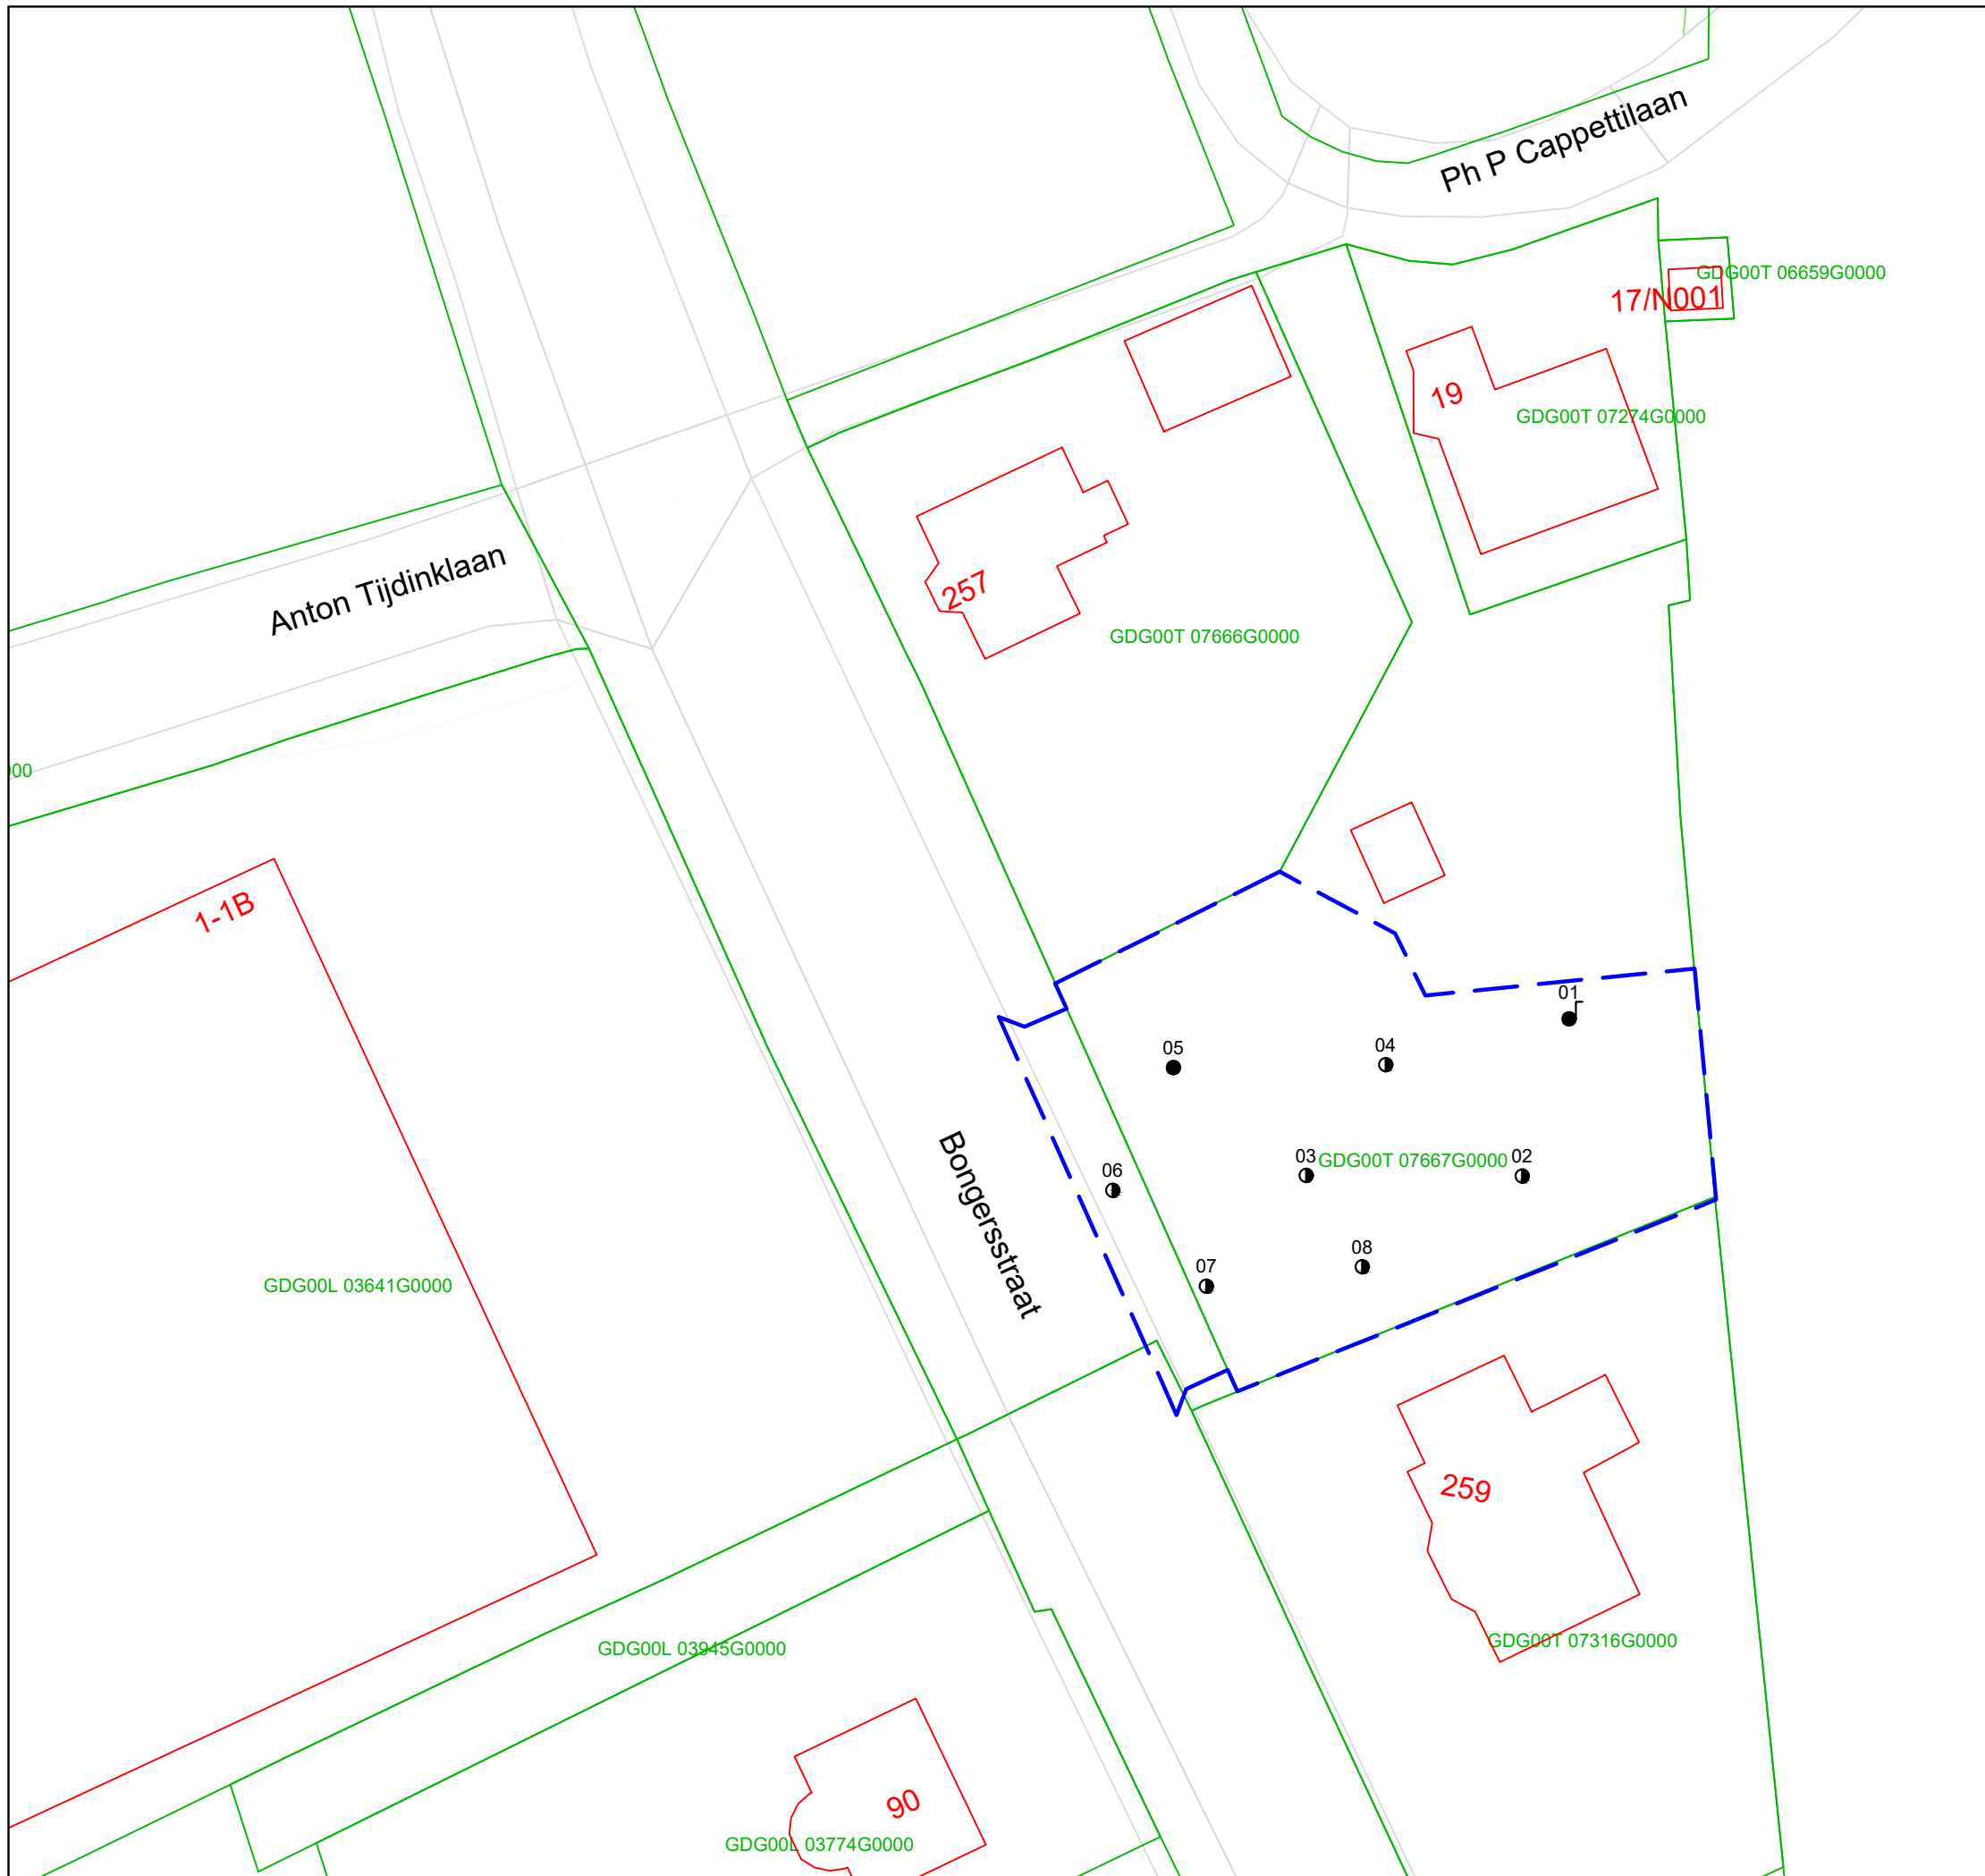 Ph P Cappettilaan
GDG00T 06659G0000
17/N001
19
GDG00T 07274G0000
Anton Tijdinklaan
257
GDG00T 07666G0000
00
1-1B
01
05
04
03
GDG00T 07667G0000
02
06
Bongersstraat
08
07
GDG00L 03641G0000
259
GDG00T 07316G0000
GDG00L 03945G0000
90
GDG00L 03774G0000